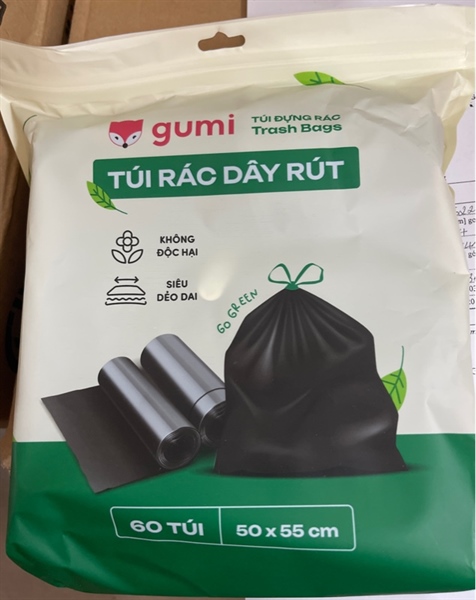 gumi
TÚI ĐỰNG RÁC
Trash Bags
TÚI RÁC DÂY RÚT
KHÔNG
ĐỘC HẠI
SIÊU
DẺO DAI
GO GREEN
60 TÚI
50 x 55 cm